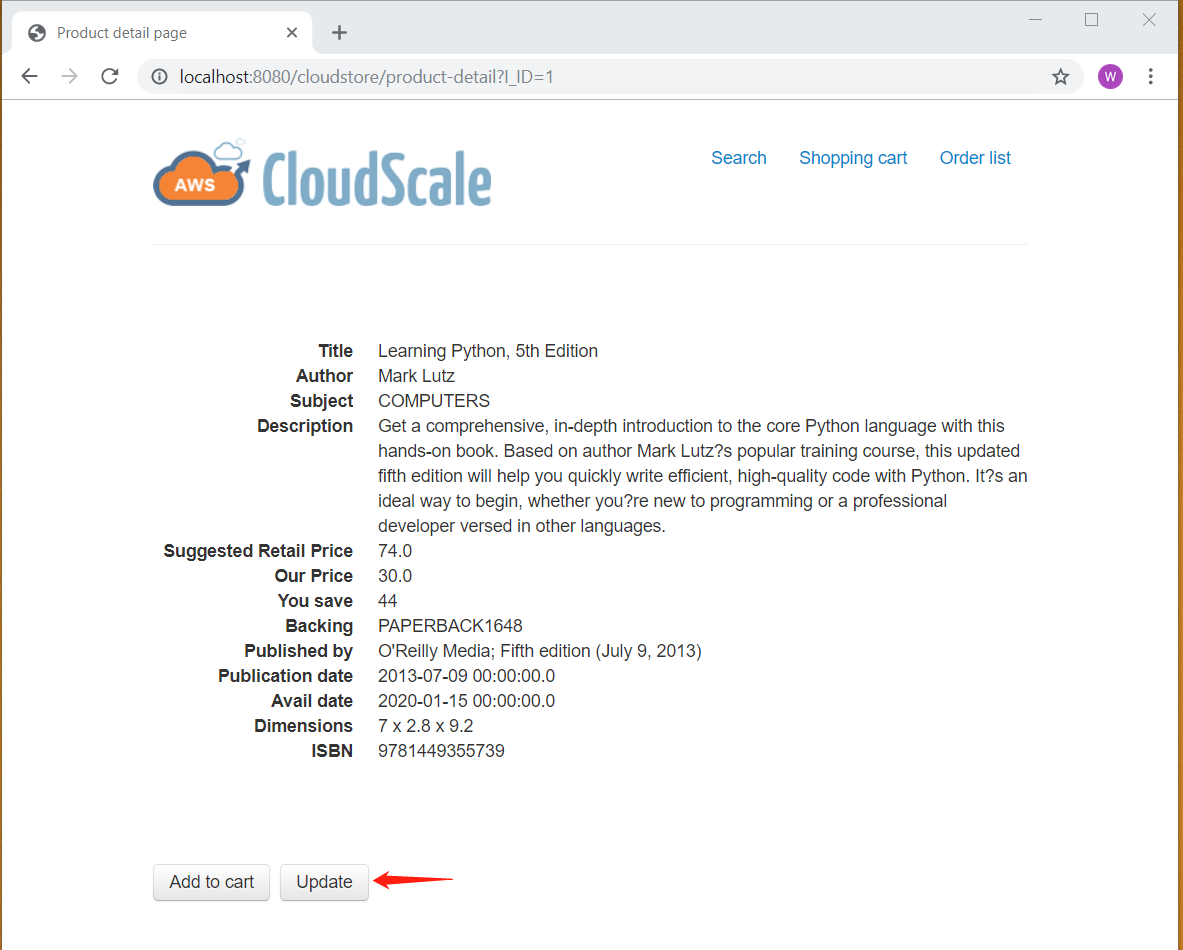 Product detail page
localhost:8080/cloudstore/product-detail?I_ID=1
W
AWS CloudScale
Search Shopping cart Order list
Title Learning Python, 5th Edition
Author Mark Lutz
Subject COMPUTERS
Description Get a comprehensive, in-depth introduction to the core Python language with this
hands-on book. Based on author Mark Lutz?s popular training course, this updated
fifth edition will help you quickly write efficient, high-quality code with Python. It?s an
ideal way to begin, whether you?re new to programming or a professional
developer versed in other languages.
Suggested Retail Price 74.0
Our Price 30.0
You save 44
Backing PAPERBACK1648
Published by O'Reilly Media; Fifth edition (July 9, 2013)
Publication date 2013-07-09 00:00:00.0
Avail date 2020-01-15 00:00:00.0
Dimensions 7 x 2.8 x 9.2
ISBN 9781449355739
Add to cart Update